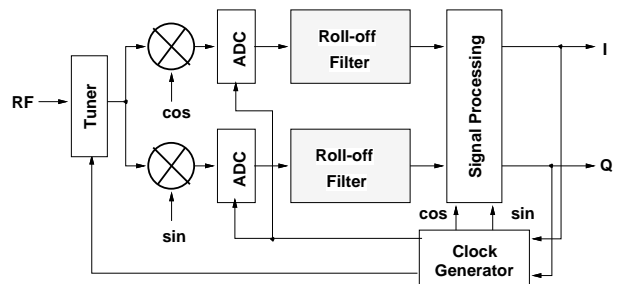 RF
Tuner
cos
ADC
Roll-off
Filter
Signal Processing
I
sin
ADC
Roll-off
Filter
Q
cos
sin
Clock
Generator